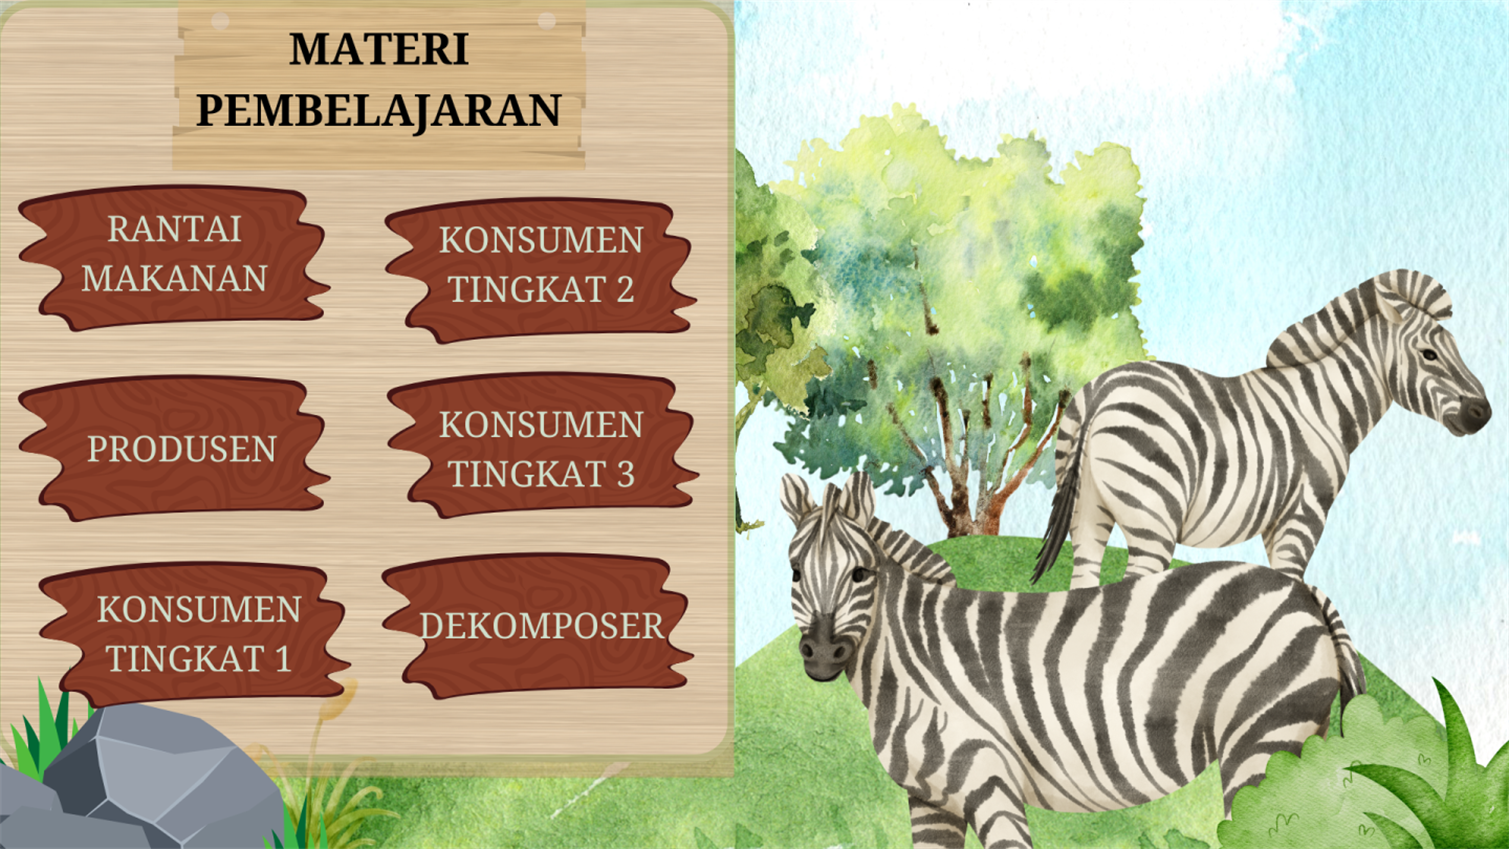 MATERI
PEMBELAJARAN
RANTAI
MAKANAN
PRODUSEN
KONSUMEN
TINGKAT 1
KONSUMEN
TINGKAT 2
KONSUMEN
TINGKAT 3
DEKOMPOSER